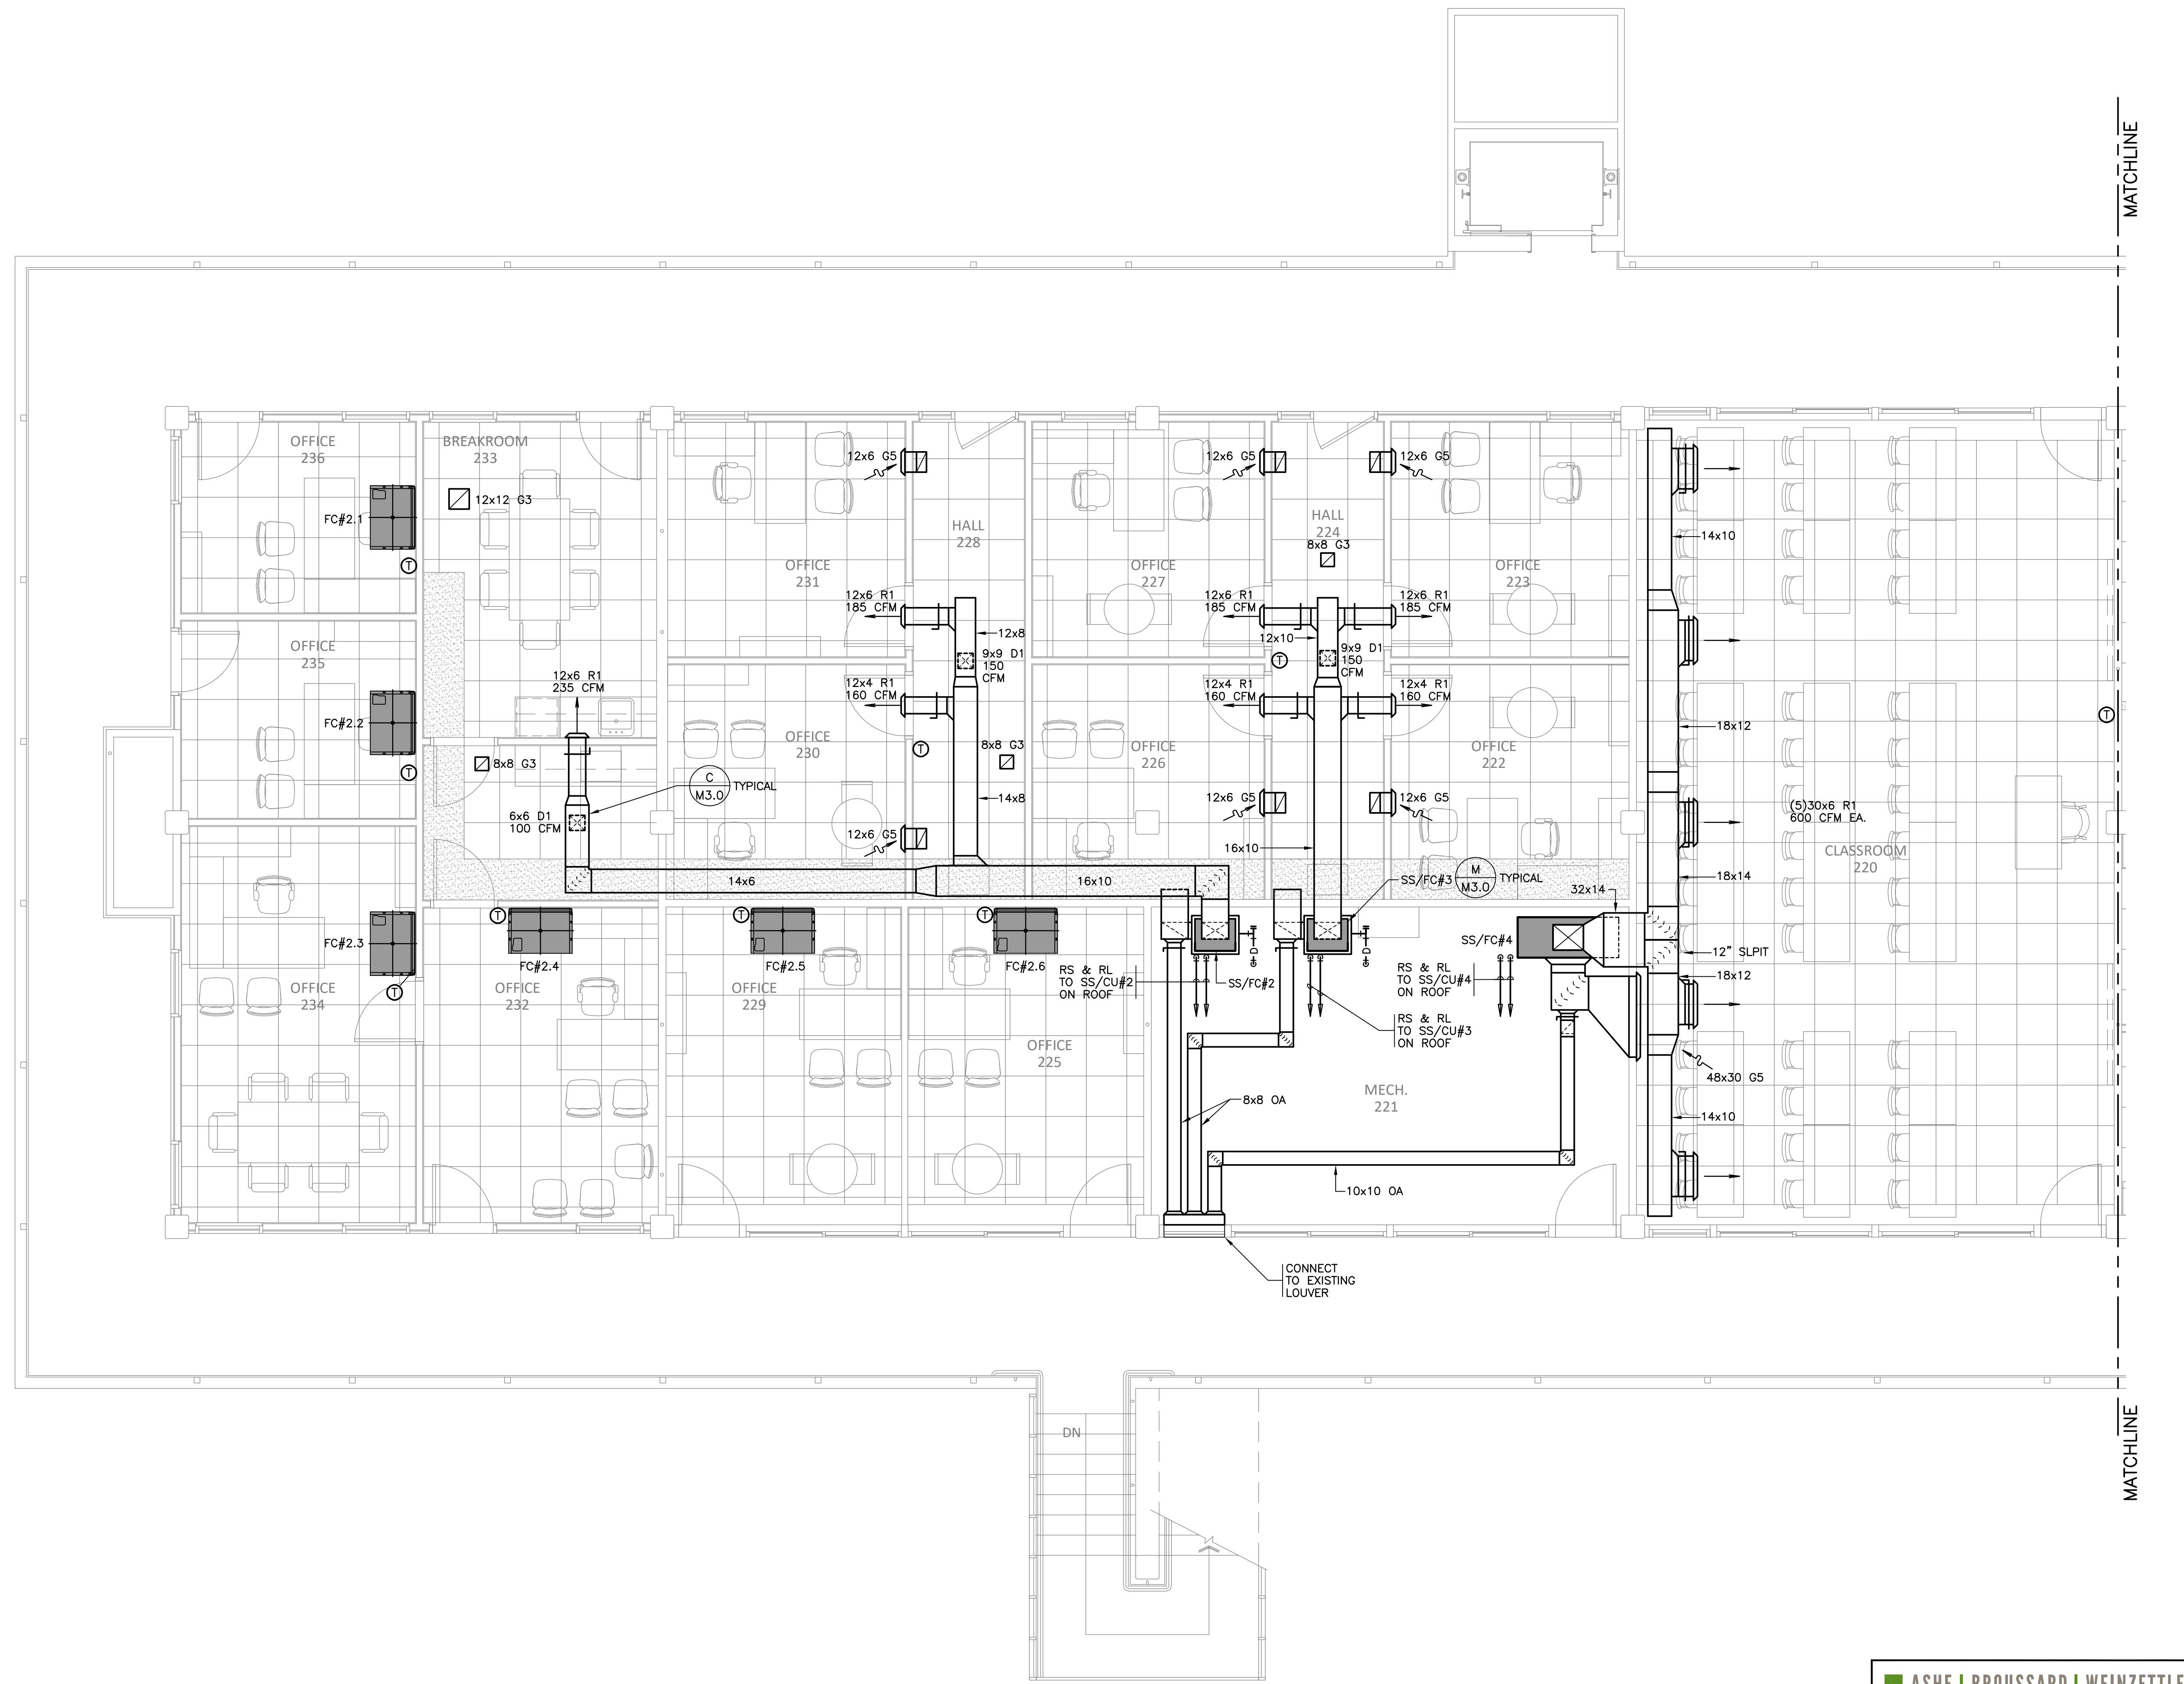 MATCHLINE
OFFICE
236
BREAKROOM
233
12x12 G3
FC#2.1
T
12x6 G5
HALL
228
OFFICE
231
12x6 G5
12x6 G5
HALL
224
8x8 G3
OFFICE
227
OFFICE
223
14x10
12x6 R1
185 CFM
12x6 R1
185 CFM
12x6 R1
185 CFM
12x8
12x10
9x9 D1
150
CFM
T
9x9 D1
150
CFM
OFFICE
235
12x6 R1
235 CFM
12x4 R1
160 CFM
12x4 R1
160 CFM
12x4 R1
160 CFM
FC#2.2
T
OFFICE
230
T
8x8 G3
OFFICE
226
OFFICE
222
18x12
T
8x8 G3
C
M3.0
TYPICAL
14x8
12x6 G5
12x6 G5
(5)30x6 R1
600 CFM EA.
6x6 D1
100 CFM
12x6 G5
16x10
CLASSROOM
220
14x6
16x10
SS/FC#3
M
M3.0
TYPICAL
18x14
32x14
T
T
T
D
D
FC#2.3
FC#2.4
FC#2.5
FC#2.6
SS/FC#4
12" SLPIT
18x12
RS & RL
TO SS/CU#2
ON ROOF
SS/FC#2
RS & RL
TO SS/CU#4
ON ROOF
OFFICE
234
T
OFFICE
232
OFFICE
229
RS & RL
TO SS/CU#3
ON ROOF
OFFICE
225
48x30 G5
MECH.
221
8x8 OA
14x10
10x10 OA
CONNECT
TO EXISTING
LOUVER
DN
MATCHLINE
ASHE | BROUSSARD | WEINZETTLE